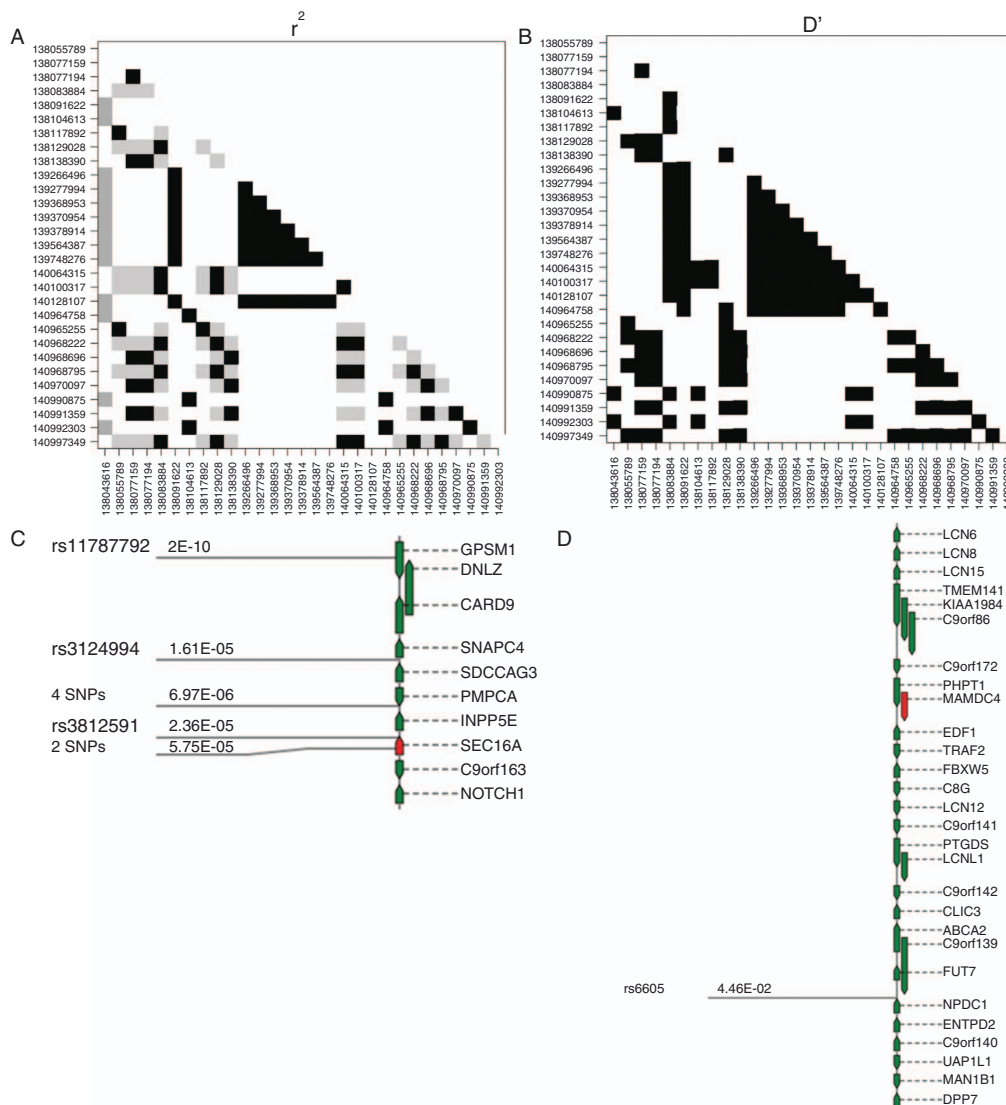 A
r²
138055789
138077159
138077194
138083884
138091622
138104613
138117892
138129028
138138390
139266496
139277994
139368953
139370954
139378914
139564387
139748276
140064315
140100317
140128107
140964758
140965255
140968222
140968696
140968795
140970097
140990875
140991359
140992303
140997349
138043616
138055789
138077159
138077194
138083884
138091622
138104613
138117892
138129028
138138390
139266496
139277994
139368953
139370954
139378914
139564387
139748276
140064315
140100317
140128107
140964758
140965255
140968222
140968696
140968795
140970097
140990875
140991359
140992303
B
D'
138055789
138077159
138077194
138083884
138091622
138104613
138117892
138129028
138138390
139266496
139277994
139368953
139370954
139378914
139564387
139748276
140064315
140100317
140128107
140964758
140965255
140968222
140968696
140968795
140970097
140990875
140991359
140992303
140997349
138043616
138055789
138077159
138077194
138083884
138091622
138104613
138117892
138129028
138138390
139266496
139277994
139368953
139370954
139378914
139564387
139748276
140064315
140100317
140128107
140964758
140965255
140968222
140968696
140968795
140970097
140990875
140991359
C
rs11787792 2E-10
GPSM1
DNLZ
CARD9
SNAPC4
rs3124994 1.61E-05
SDCCAG3
4 SNPs 6.97E-06
PMPCA
INPP5E
rs3812591 2.36E-05
2 SNPs 5.75E-05
SEC16A
C9orf163
NOTCH1
D
LCN6
LCN8
LCN15
TMEM141
KIAA1984
C9orf86
C9orf172
PHPT1
MAMDC4
EDF1
TRAF2
FBXW5
C8G
LCN12
C9orf141
PTGDS
LCNL1
C9orf142
CLIC3
ABCA2
C9orf139
FUT7
rs6605 4.46E-02
NPDC1
ENTPD2
C9orf140
UAP1L1
MAN1B1
DPP7